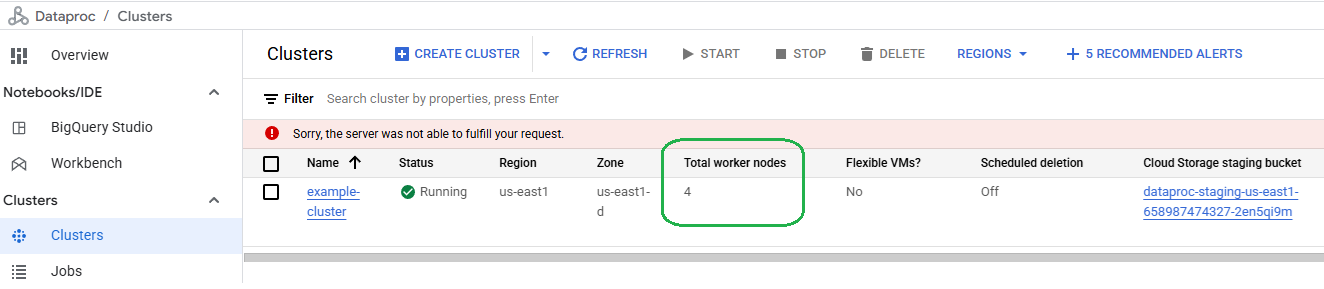 Dataproc / Clusters
Overview
Notebooks/IDE
BigQuery Studio
Workbench
Clusters
Clusters
Jobs
Clusters CREATE CLUSTER REFRESH START STOP DELETE REGIONS 5 RECOMMENDED ALERTS
Filter Search cluster by properties, press Enter
Sorry, the server was not able to fulfill your request.
Name Status Region Zone Total worker nodes Flexible VMs? Scheduled deletion Cloud Storage staging bucket
example- Running us-east1 us-east1- 4 No Off dataproc-staging-us-east1-
cluster d 658987474327-2en5qi9m